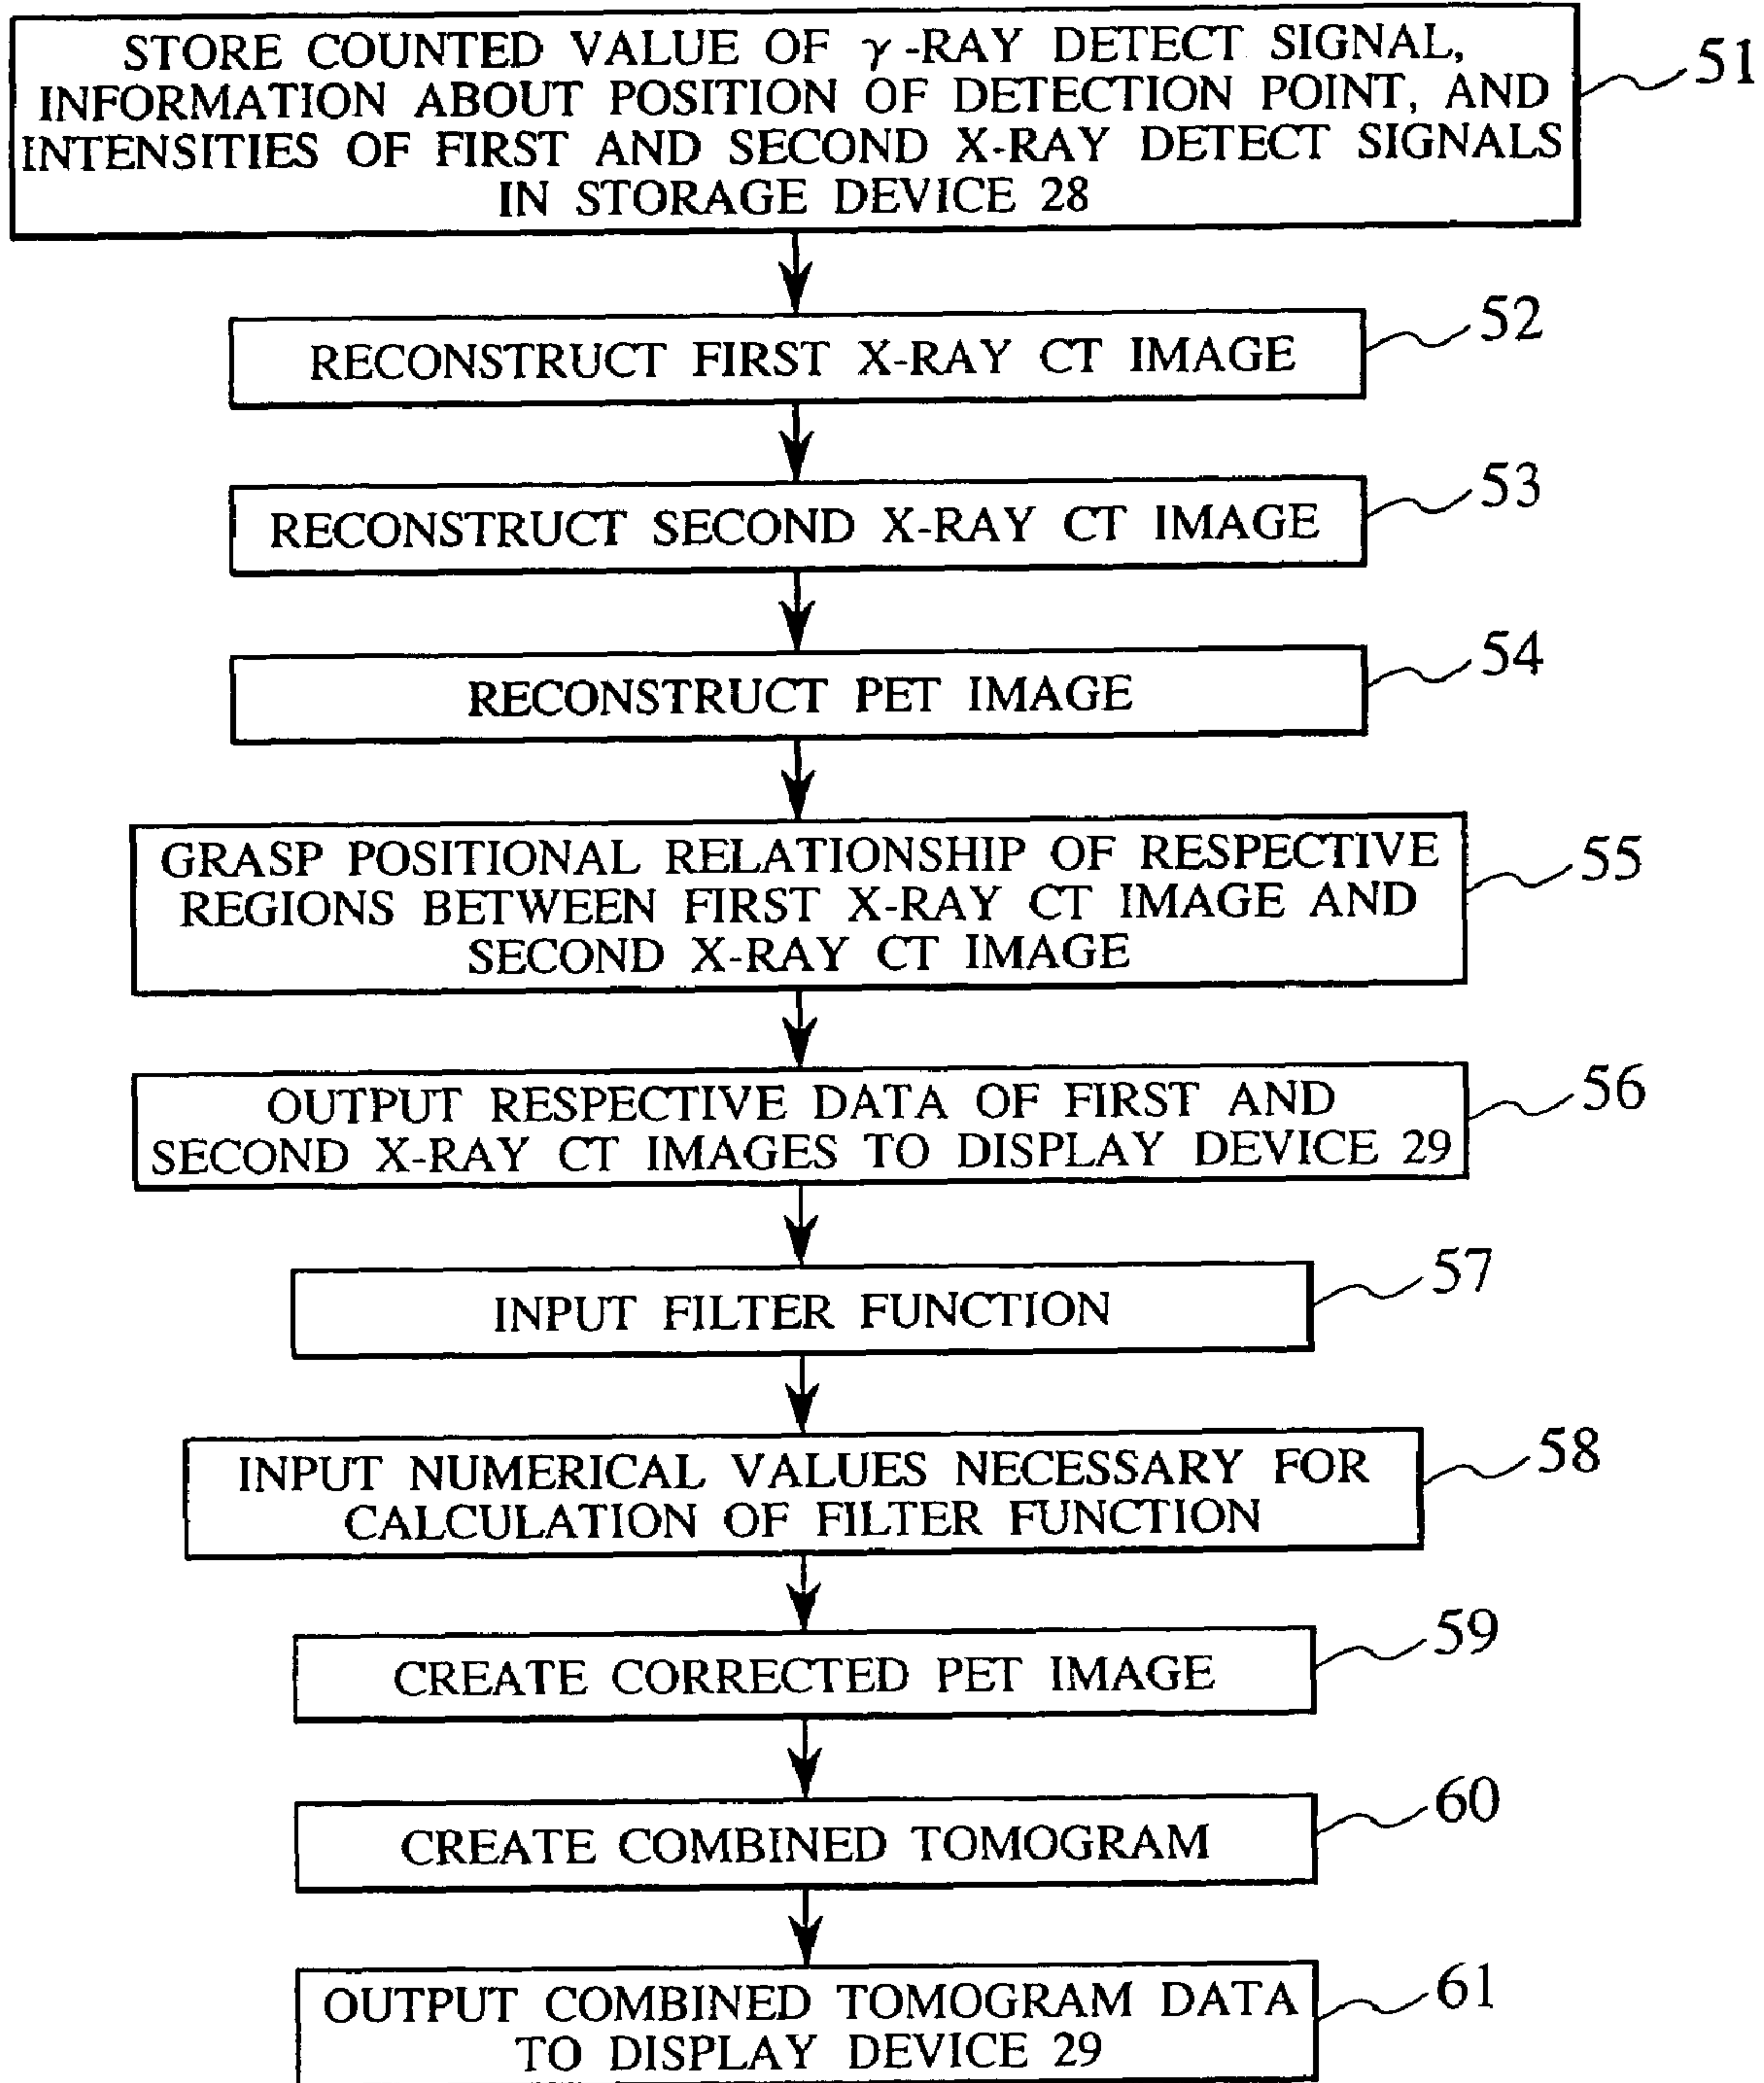 STORE COUNTED VALUE OF γ-RAY DETECT SIGNAL,
INFORMATION ABOUT POSITION OF DETECTION POINT, AND
INTENSITIES OF FIRST AND SECOND X-RAY DETECT SIGNALS
IN STORAGE DEVICE 28
51
RECONSTRUCT FIRST X-RAY CT IMAGE
52
RECONSTRUCT SECOND X-RAY CT IMAGE
53
RECONSTRUCT PET IMAGE
54
GRASP POSITIONAL RELATIONSHIP OF RESPECTIVE
REGIONS BETWEEN FIRST X-RAY CT IMAGE AND
SECOND X-RAY CT IMAGE
55
OUTPUT RESPECTIVE DATA OF FIRST AND
SECOND X-RAY CT IMAGES TO DISPLAY DEVICE 29
56
INPUT FILTER FUNCTION
57
INPUT NUMERICAL VALUES NECESSARY FOR
CALCULATION OF FILTER FUNCTION
58
CREATE CORRECTED PET IMAGE
59
CREATE COMBINED TOMOGRAM
60
OUTPUT COMBINED TOMOGRAM DATA
TO DISPLAY DEVICE 29
61